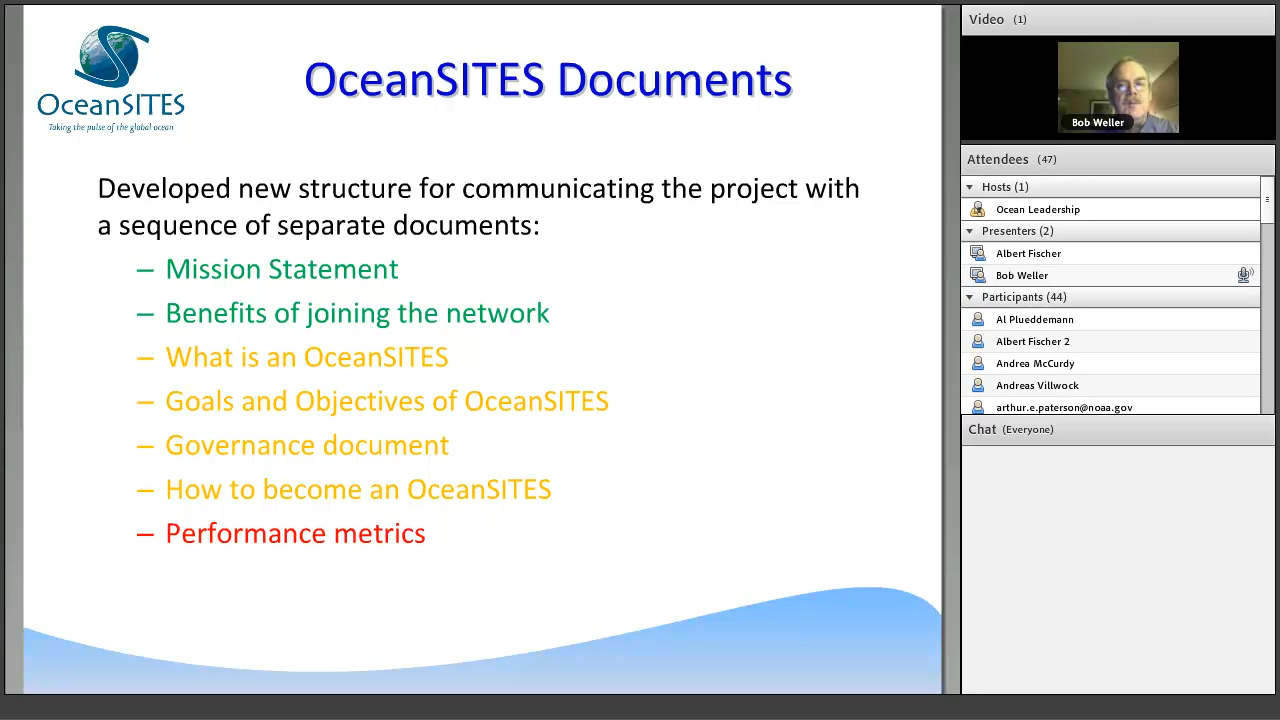 OceanSITES
Taking the pulse of the global ocean
OceanSITES Documents
Developed new structure for communicating the project with
a sequence of separate documents:
– Mission Statement
– Benefits of joining the network
– What is an OceanSITES
– Goals and Objectives of OceanSITES
– Governance document
– How to become an OceanSITES
– Performance metrics
Video (1)
Bob Weller
Attendees (47)
Hosts (1)
Ocean Leadership
Presenters (2)
Albert Fischer
Bob Weller
Participants (44)
Al Plueddemann
Albert Fischer 2
Andrea McCurdy
Andreas Villwock
arthur.e.paterson@noaa.gov
Chat (Everyone)